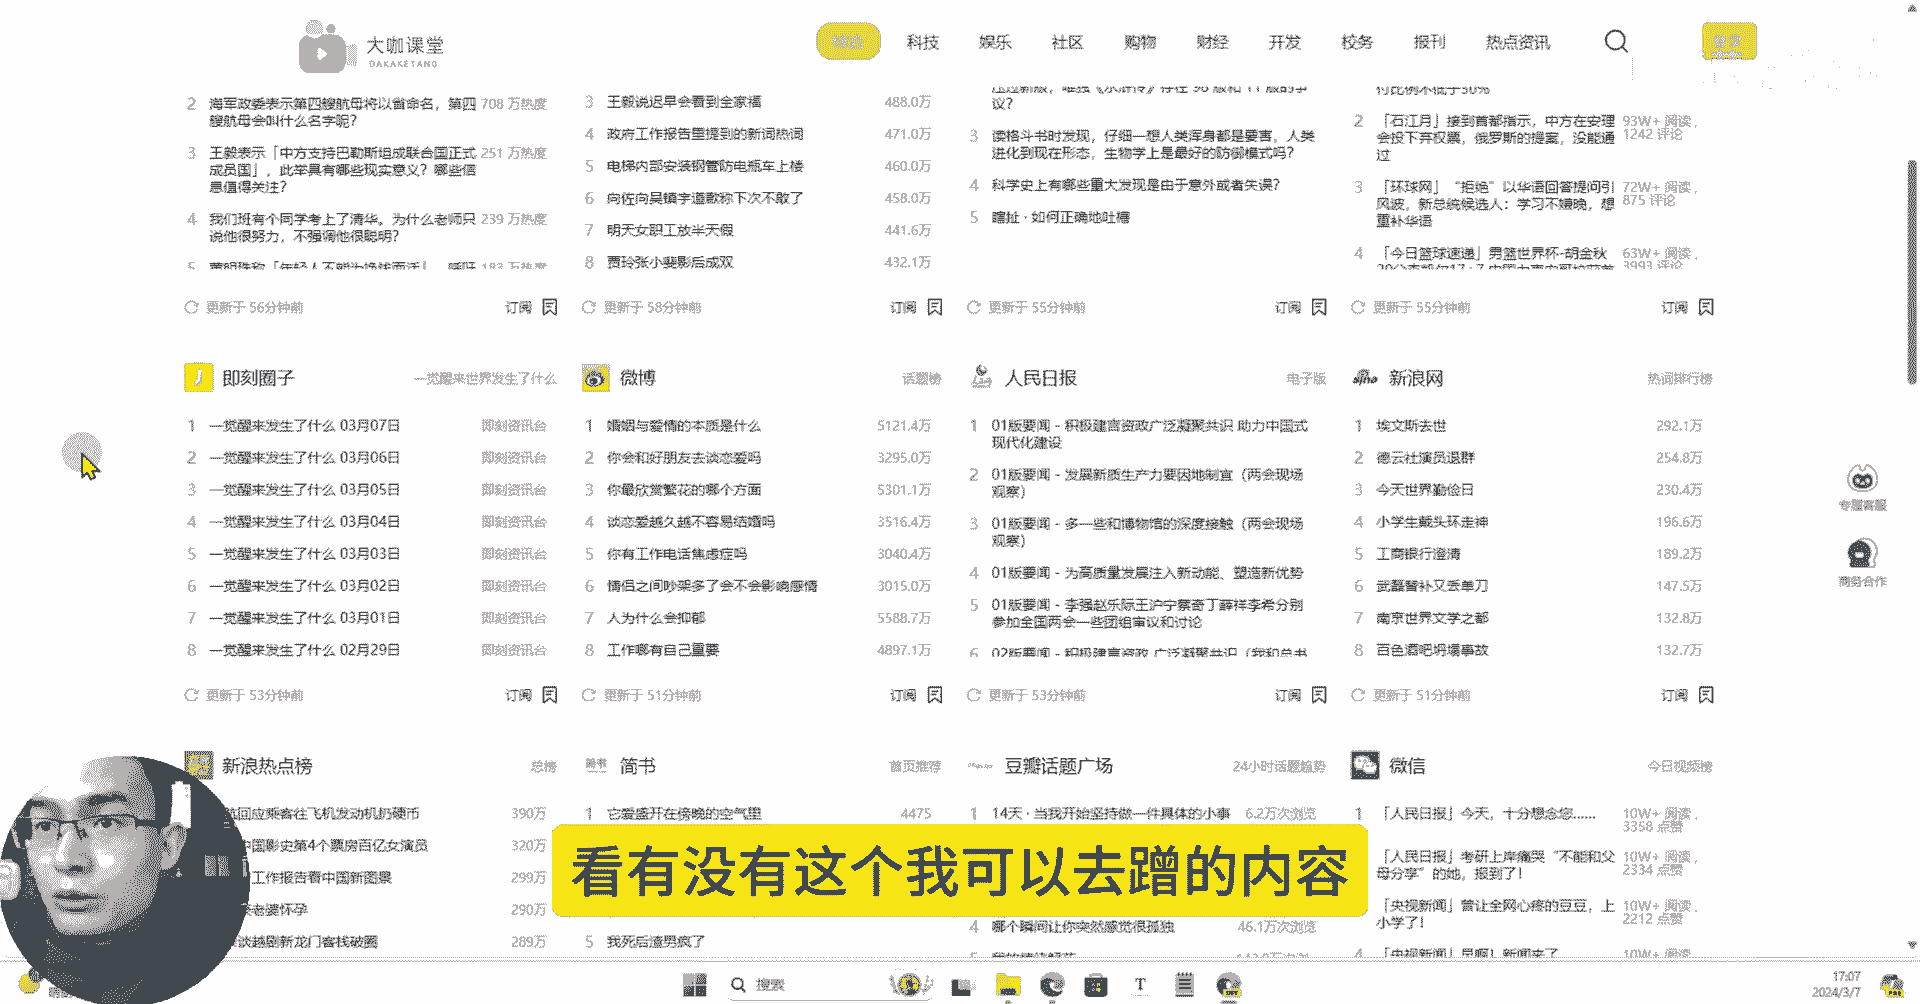 大咖课堂
DAKAKETANG
科技
娱乐
社区
购物
财经
开发
校务
报刊
热点资讯
2 海军政委表示第四艘航母将以省命名，第四 708 万热度
艘航母会叫什么名字呢？
3 王毅表示「中方支持巴勒斯坦成联合国正式 251 万热度
成员国」，此举具有哪些现实意义？哪些信
息值得关注？
4 我们班有个同学考上了清华。为什么老师只 239 万热度
说他很努力，不强调他很聪明？
更新于 56分钟前
订阅
3 王毅说迟早会看到全家福 488.0万
4 政府工作报告里提到的新词热词 471.0万
5 电梯内部安装钢管防电瓶车上楼 460.0万
6 向佐向吴镇宇道歉称下次不敢了 458.0万
7 明天女职工放半天假 441.6万
8 贾玲张小斐影后成双 432.1万
更新于 58分钟前
订阅
议？
3 读格斗书时发现，仔细一想人类浑身都是要害，人类
进化到现在形态，生物学上是最好的防御模式吗？
4 科学史上有哪些重大发现是由于意外或者失误？
5 瞎扯 · 如何正确地吐槽
更新于 55分钟前
订阅
付比例不低于30%
2 「石江月」接到首都指示，中方在安理 93W+ 阅读，
会投下弃权票，俄罗斯的提案，没能通 1242 评论
过
3 「环球网」“拒绝”以华语回答提问引 72W+ 阅读，
风波，新总统候选人：学习不嫌晚，想 875 评论
重补华语
4 「今日篮球速递」男篮世界杯-胡金秋 63W+ 阅读，
3993 评论
更新于 55分钟前
订阅
即刻圈子 一觉醒来世界发生了什么
1 一觉醒来发生了什么 03月07日 即刻资讯台
2 一觉醒来发生了什么 03月06日 即刻资讯台
3 一觉醒来发生了什么 03月05日 即刻资讯台
4 一觉醒来发生了什么 03月04日 即刻资讯台
5 一觉醒来发生了什么 03月03日 即刻资讯台
6 一觉醒来发生了什么 03月02日 即刻资讯台
7 一觉醒来发生了什么 03月01日 即刻资讯台
8 一觉醒来发生了什么 02月29日 即刻资讯台
更新于 53分钟前
订阅
微博 话题榜
1 婚姻与爱情的本质是什么 5121.4万
2 你会和好朋友去谈恋爱吗 3295.0万
3 你最欣赏繁花的哪个方面 5301.1万
4 谈恋爱越久越不容易结婚吗 3516.4万
5 你有工作电话焦虑症吗 3040.4万
6 情侣之间吵架多了会不会影响感情 3015.0万
7 人为什么会抑郁 5588.7万
8 工作哪有自己重要 4897.1万
更新于 51分钟前
订阅
人民日报 电子版
1 01版要闻 - 积极建言资政广泛凝聚共识 助力中国式
现代化建设
2 01版要闻 - 发展新质生产力要因地制宜（两会现场
观察）
3 01版要闻 - 多一些和博物馆的深度接触（两会现场
观察）
4 01版要闻 - 为高质量发展注入新动能、塑造新优势
5 01版要闻 - 李强赵乐际王沪宁蔡奇丁薛祥李希分别
参加全国两会一些团组审议和讨论
6 02版要闻 - 积极建言资政 广泛凝聚共识（我和总书
更新于 53分钟前
订阅
sina 新浪网 热词排行榜
1 埃文斯去世 292.1万
2 德云社演员退群 254.8万
3 今天世界勤俭日 230.4万
4 小学生戴头环走神 196.6万
5 工商银行澄清 189.2万
6 武磊替补又丢单刀 147.5万
7 南京世界文学之都 132.8万
8 百色酒吧坍塌事故 132.7万
更新于 51分钟前
订阅
专属客服
商务合作
新浪热点榜 总榜
航回应乘客往飞机发动机扔硬币 390万
中国影史第4个票房百亿女演员 320万
工作报告看中国新图景 299万
老婆怀孕 290万
谈越剧新龙门客栈破圈 289万
简书 简书 首页推荐
1 它爱盛开在傍晚的空气里 4475
5 我死后渣男疯了
豆瓣话题广场 24小时话题趋势
1 14天 · 当我开始坚持做一件具体的小事 6.2万次浏览
4 哪个瞬间让你突然感觉很孤独 46.1万次浏览
微信 今日视频榜
1 「人民日报」今天，十分想念您…… 10W+ 阅读，
3358 点赞
「人民日报」考研上岸痛哭“不能和父 10W+ 阅读，
母分享”的她，报到了！ 2334 点赞
「央视新闻」曾让全网心疼的豆豆，上 10W+ 阅读，
小学了！ 2212 点赞
4 「央视新闻」早啊！新闻来了 10W+ 阅读，
看有没有这个我可以去蹭的内容
搜索
T
17:07
2024/3/7